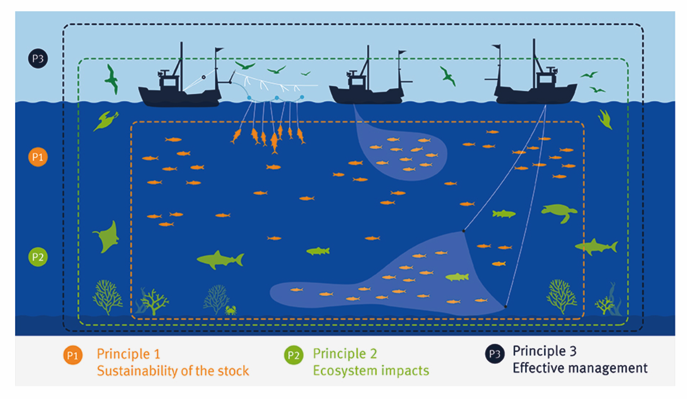 P3
P1
P2
P1 Principle 1
Sustainability of the stock
P2 Principle 2
Ecosystem impacts
P3 Principle 3
Effective management